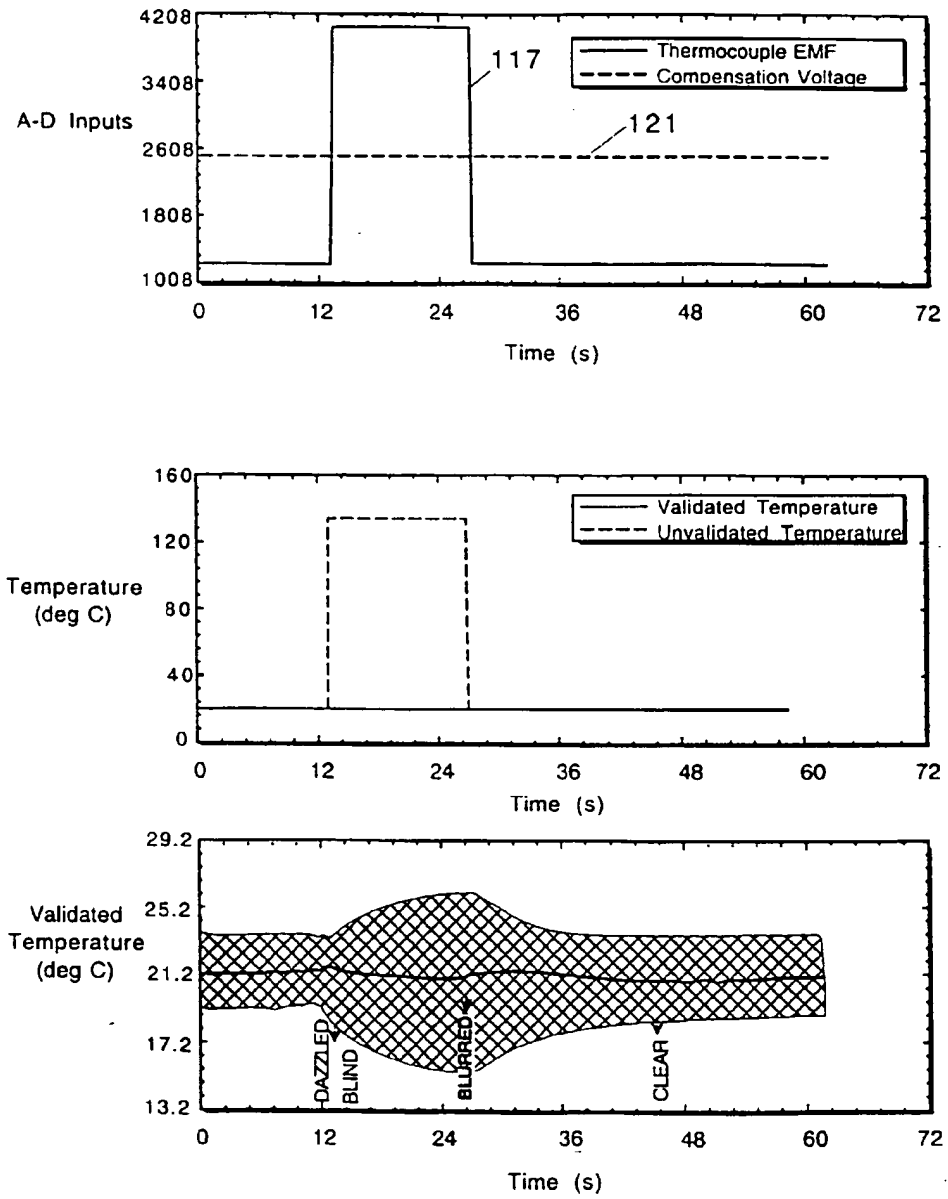 4208
3408
2608
1808
1008
A-D Inputs
Thermocouple EMF
Compensation Voltage
117
121
0 12 24 36 48 60 72
Time (s)
160
120
80
40
0
Temperature
(deg C)
Validated Temperature
Unvalidated Temperature
0 12 24 36 48 60 72
Time (s)
29.2
25.2
21.2
17.2
13.2
Validated
Temperature
(deg C)
DAZZLED
BLIND
BLURRED
CLEAR
0 12 24 36 48 60 72
Time (s)